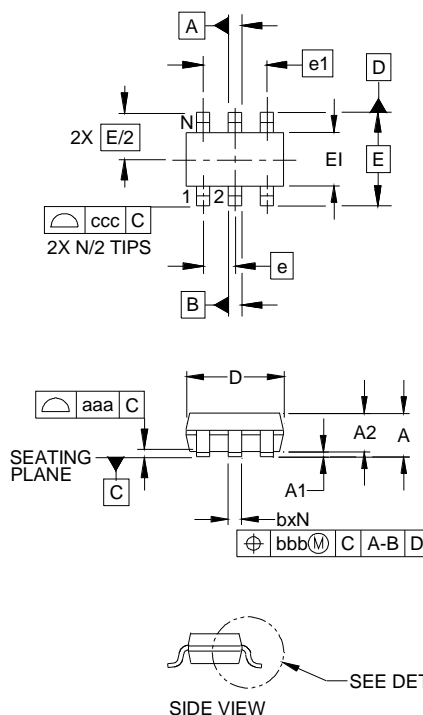 A
e1
D
N
2X E/2
EI
E
1 2
ccc C
2X N/2 TIPS
e
B
D
aaa C
A2 A
SEATING
PLANE
C
A1
bxN
bbb Ⓜ C A-B D
SEE DET
SIDE VIEW